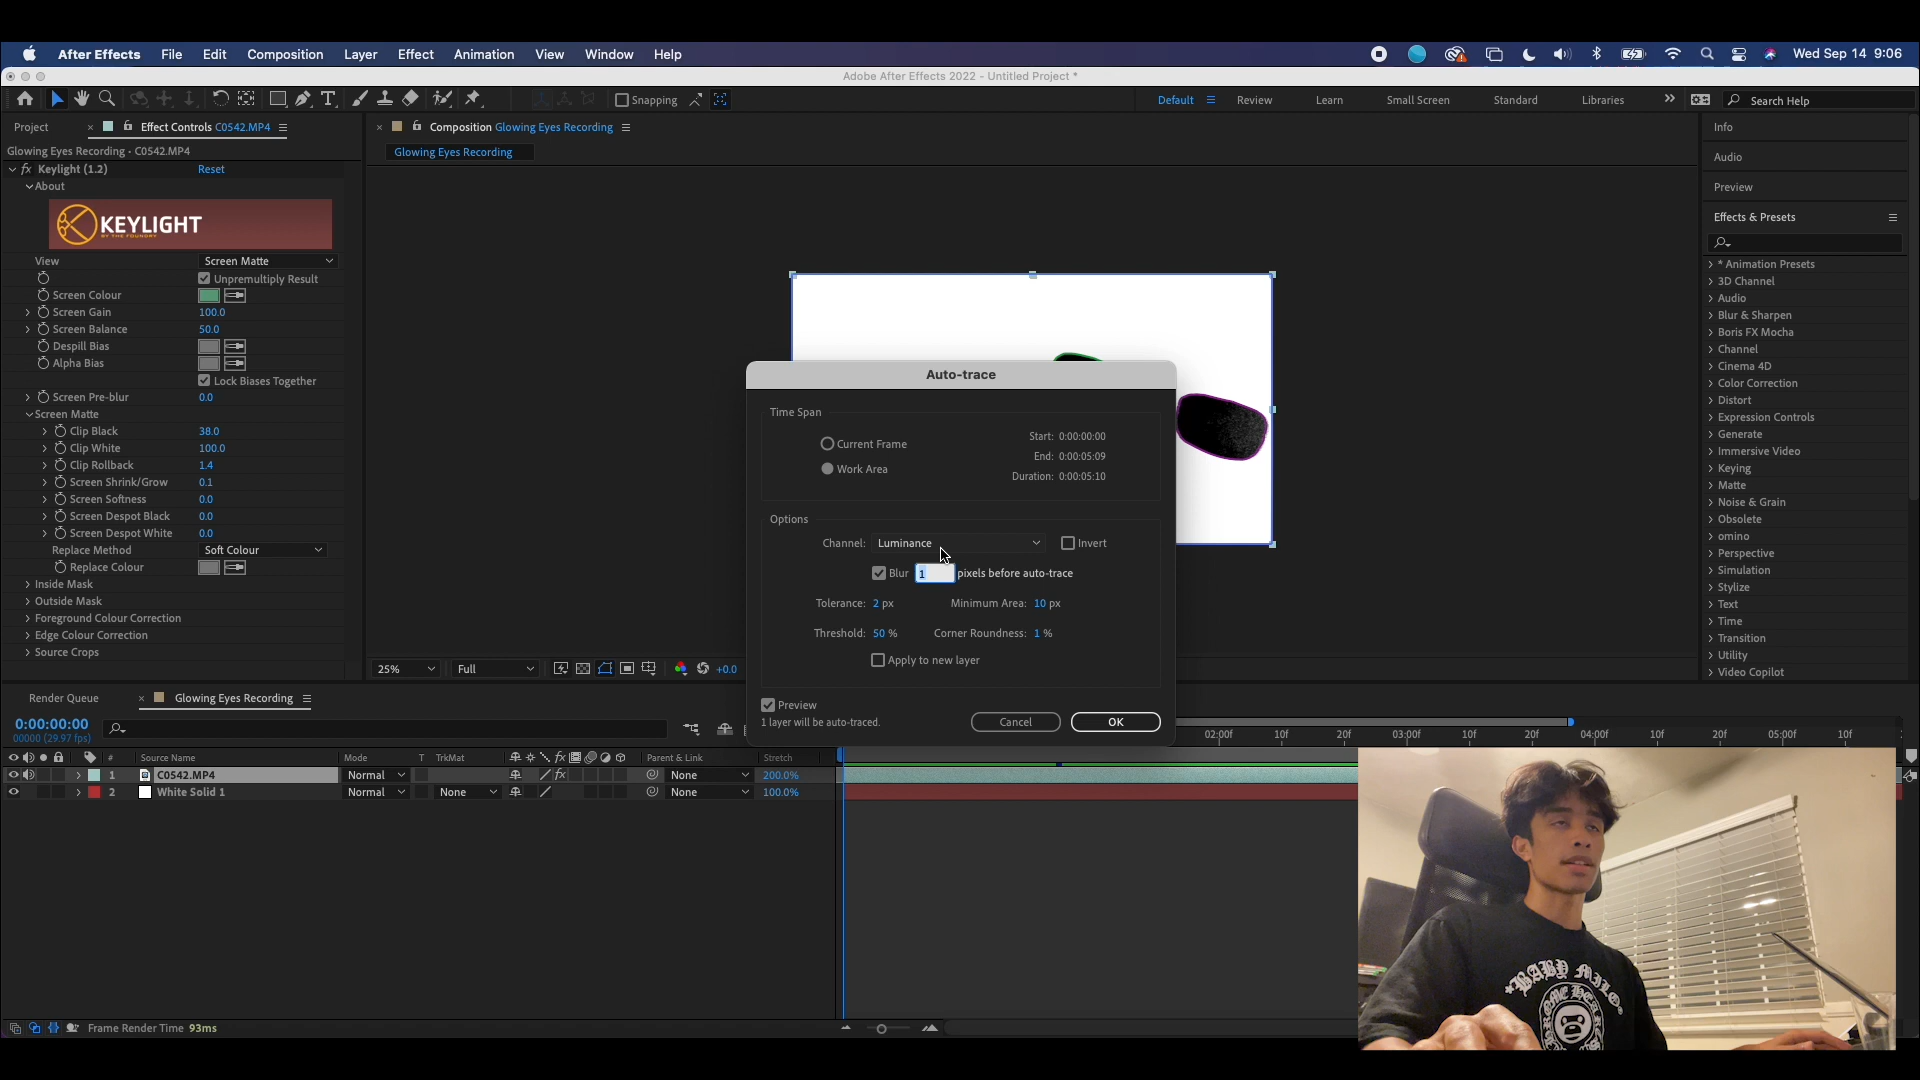 After Effects File Edit Composition Layer Effect Animation View Window Help Wed Sep 14 9:06
Adobe After Effects 2022 - Untitled Project *
Snapping Default Review Learn Small Screen Standard Libraries Search Help
Project Effect Controls C0542.MP4
Glowing Eyes Recording • C0542.MP4
Keylight (1.2) Reset
About
KEYLIGHT
BY THE FOUNDRY
View Screen Matte
Unpremultiply Result
Screen Colour
Screen Gain 100.0
Screen Balance 50.0
Despill Bias
Alpha Bias
Lock Biases Together
Screen Pre-blur 0.0
Screen Matte
Clip Black 38.0
Clip White 100.0
Clip Rollback 1.4
Screen Shrink/Grow 0.1
Screen Softness 0.0
Screen Despot Black 0.0
Screen Despot White 0.0
Replace Method Soft Colour
Replace Colour
Inside Mask
Outside Mask
Foreground Colour Correction
Edge Colour Correction
Source Crops
Composition Glowing Eyes Recording
Glowing Eyes Recording
25% Full +0.0
Auto-trace
Time Span
Current Frame
Work Area
Start: 0:00:00:00
End: 0:00:05:09
Duration: 0:00:05:10
Options
Channel: Luminance Invert
Blur 1 pixels before auto-trace
Tolerance: 2 px Minimum Area: 10 px
Threshold: 50 % Corner Roundness: 1 %
Apply to new layer
Preview
1 layer will be auto-traced.
Cancel OK
Info
Audio
Preview
Effects & Presets
* Animation Presets
3D Channel
Audio
Blur & Sharpen
Boris FX Mocha
Channel
Cinema 4D
Color Correction
Distort
Expression Controls
Generate
Immersive Video
Keying
Matte
Noise & Grain
Obsolete
omino
Perspective
Simulation
Stylize
Text
Time
Transition
Utility
Video Copilot
Render Queue Glowing Eyes Recording
0:00:00:00
00000 (29.97 fps)
02:00f 10f 20f 03:00f 10f 20f 04:00f 10f 20f 05:00f 10f
# Source Name Mode T TrkMat Parent & Link Stretch
1 C0542.MP4 Normal None 200.0%
2 White Solid 1 Normal None None 100.0%
Frame Render Time 93ms
*BABY MILO*